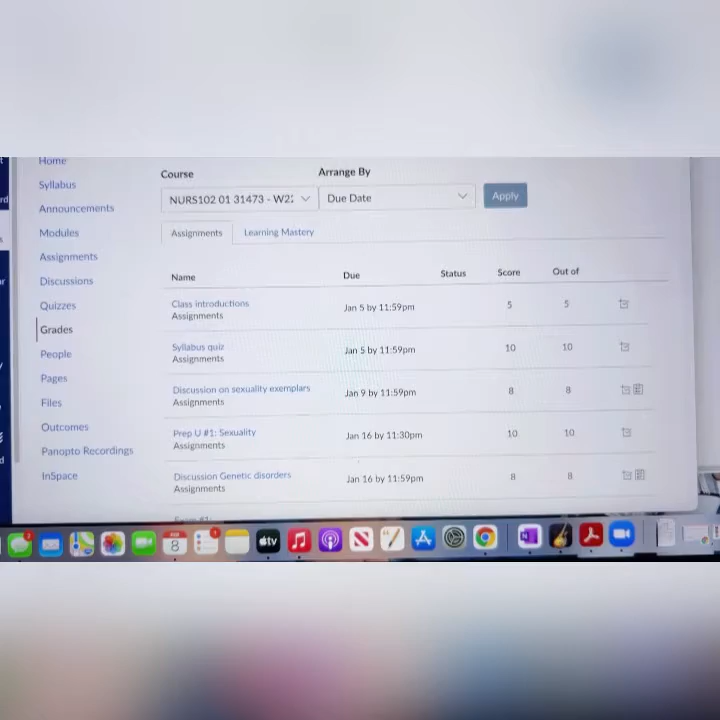 Home
Syllabus
Announcements
Modules
Assignments
Discussions
Quizzes
Grades
People
Pages
Files
Outcomes
Panopto Recordings
InSpace
Course
Arrange By
NURS102 01 31473 - W2
Due Date
Apply
Assignments
Learning Mastery
Name Due Status Score Out of
Class introductions
Assignments
Jan 5 by 11:59pm 5 5
Syllabus quiz
Assignments
Jan 5 by 11:59pm 10 10
Discussion on sexuality exemplars
Assignments
Jan 9 by 11:59pm 8 8
Prep U #1: Sexuality
Assignments
Jan 16 by 11:30pm 10 10
Discussion Genetic disorders
Assignments
Jan 16 by 11:59pm 8 8
8
tv